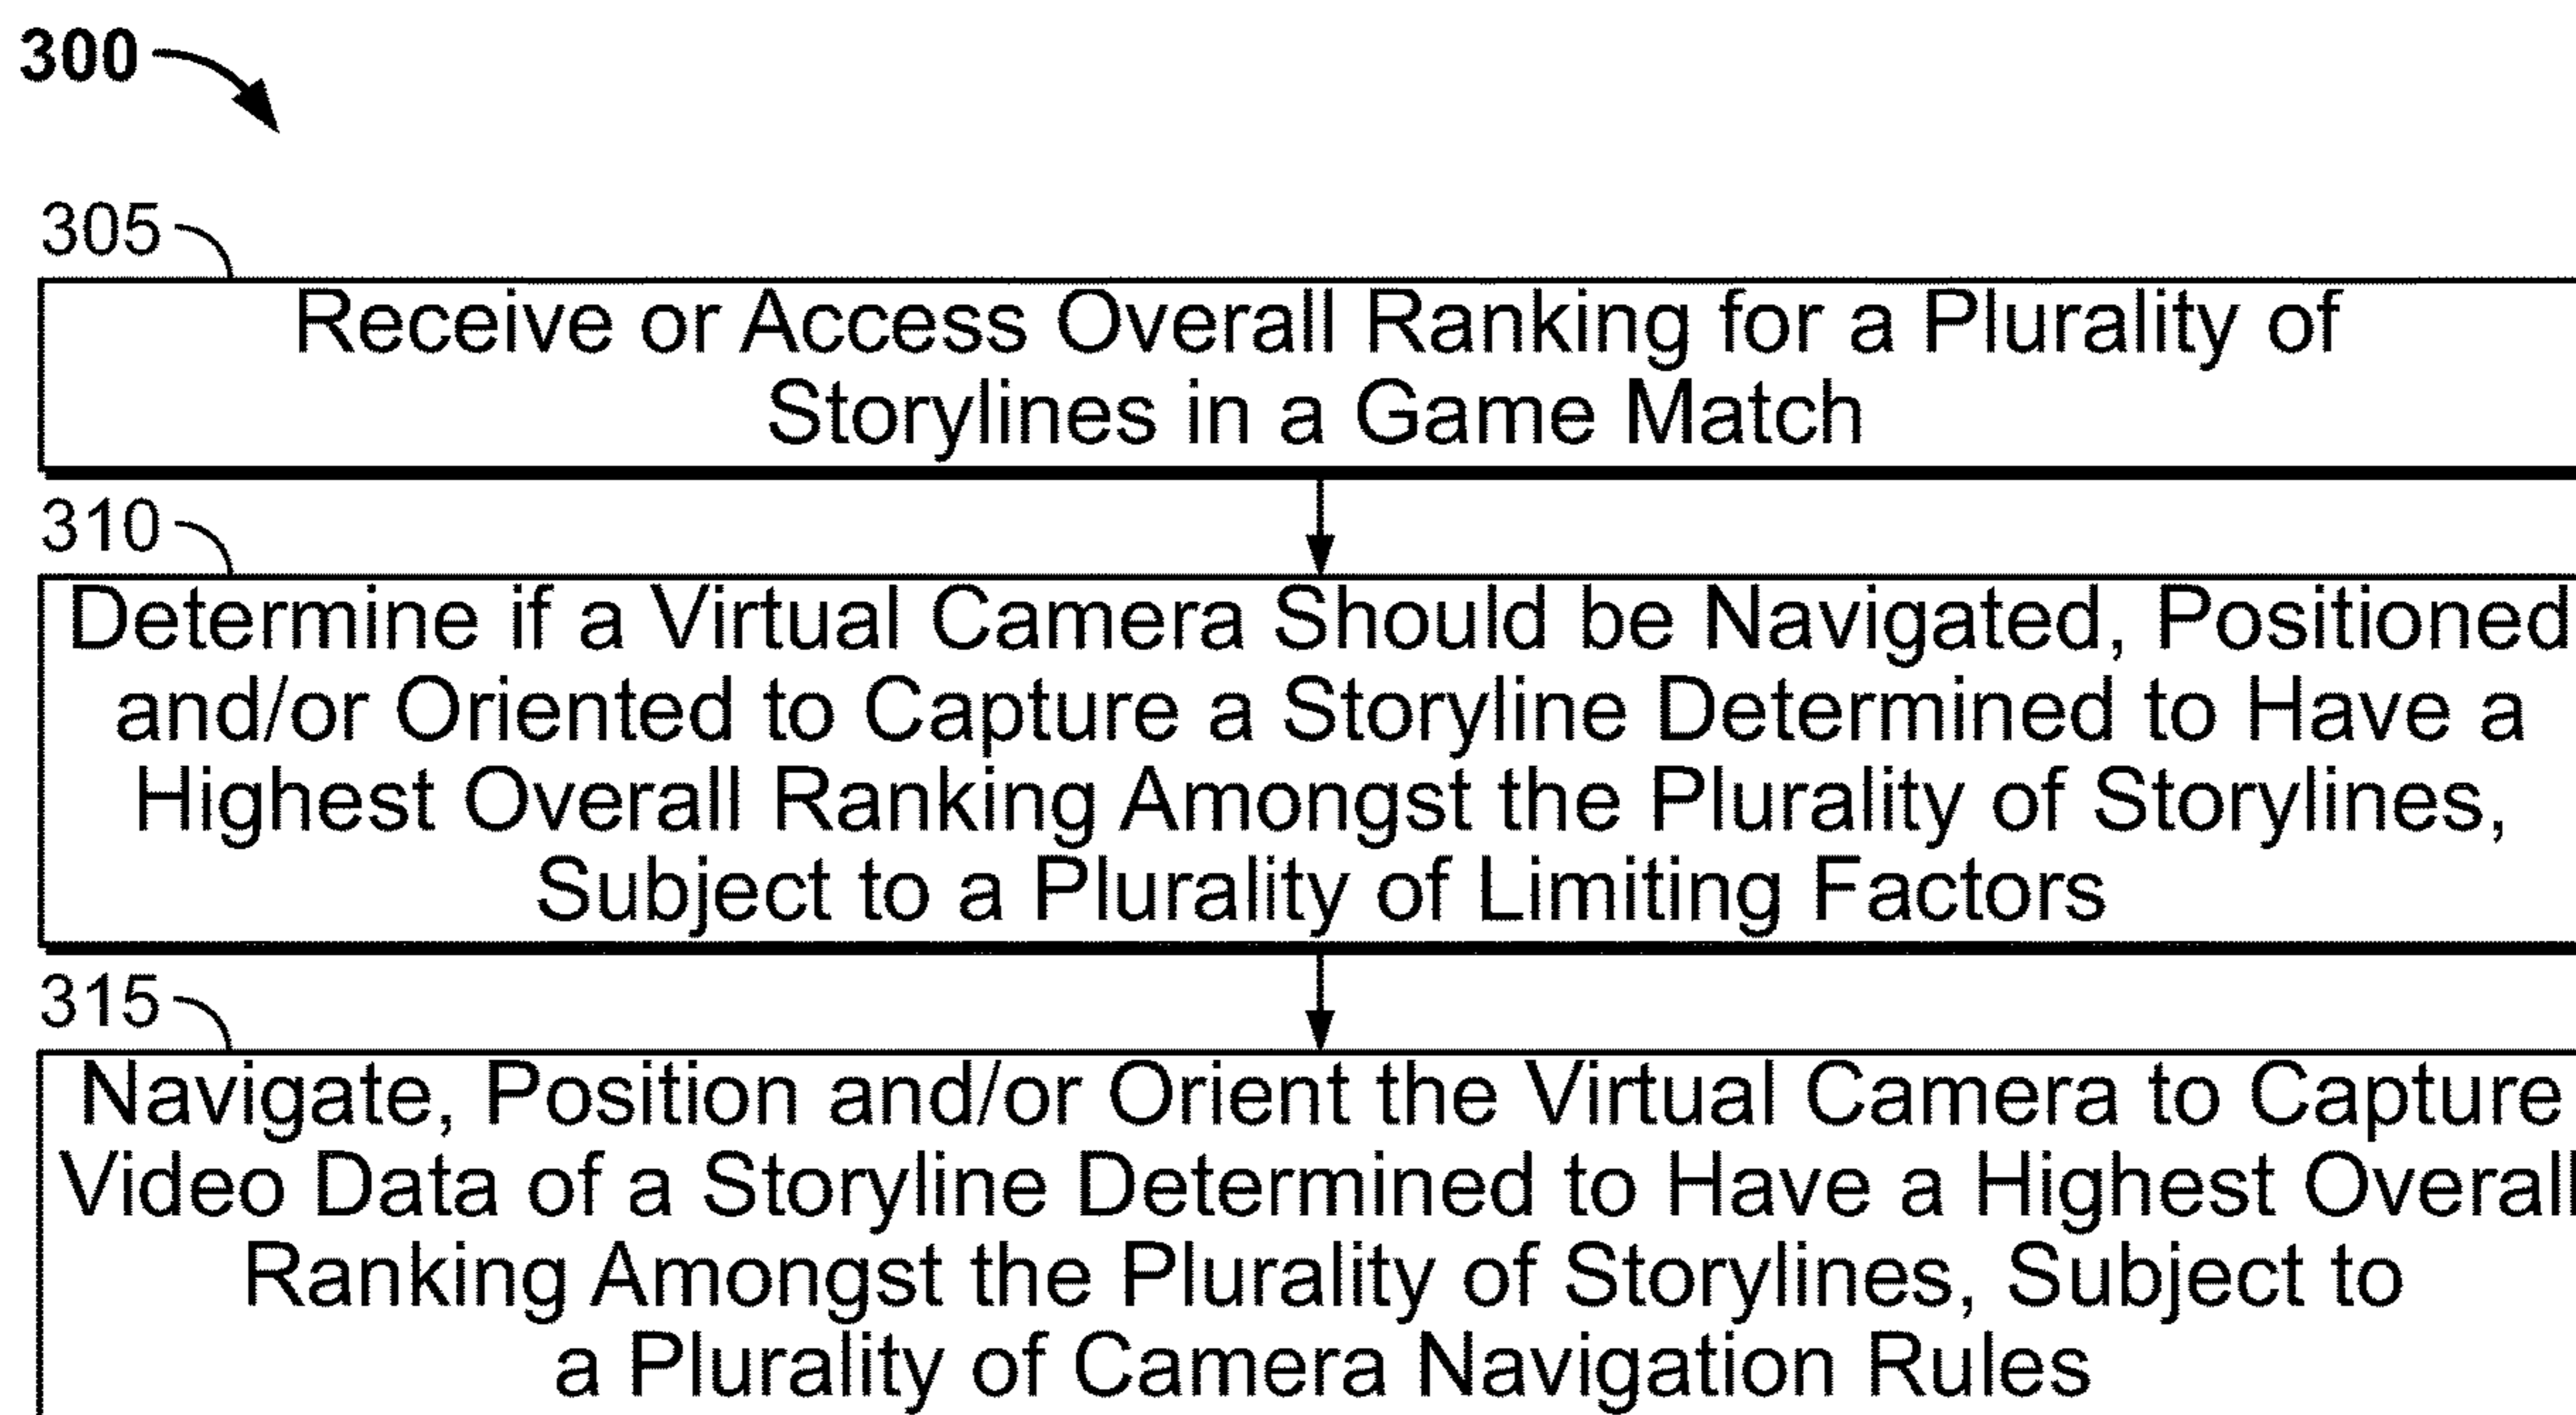 300
305
Receive or Access Overall Ranking for a Plurality of
Storylines in a Game Match
310
Determine if a Virtual Camera Should be Navigated, Positioned
and/or Oriented to Capture a Storyline Determined to Have a
Highest Overall Ranking Amongst the Plurality of Storylines,
Subject to a Plurality of Limiting Factors
315
Navigate, Position and/or Orient the Virtual Camera to Capture
Video Data of a Storyline Determined to Have a Highest Overall
Ranking Amongst the Plurality of Storylines, Subject to
a Plurality of Camera Navigation Rules